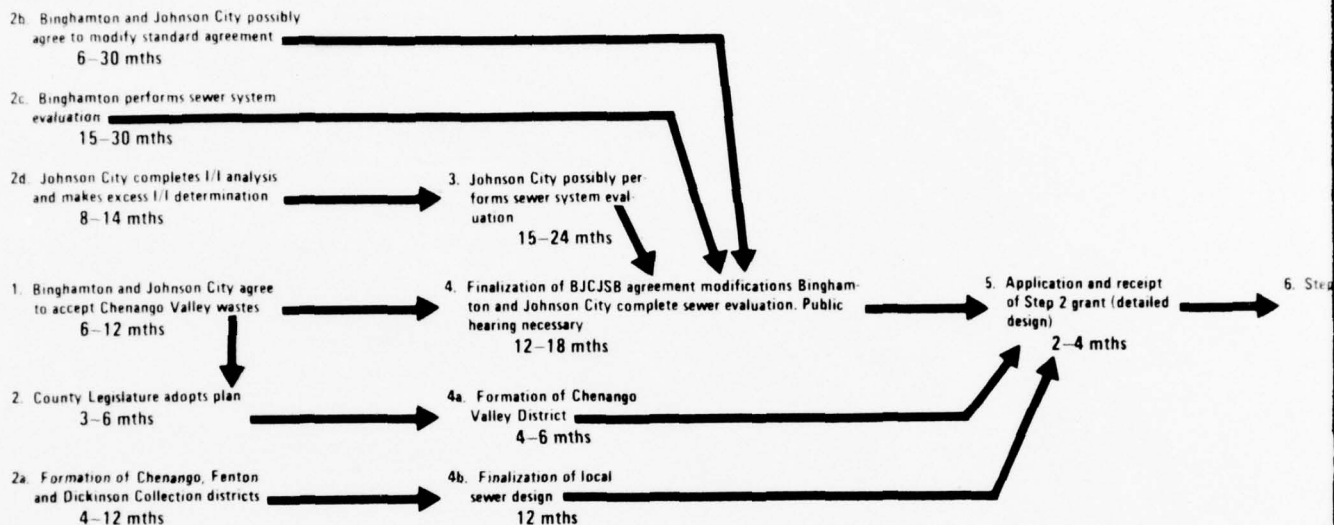 2b. Binghamton and Johnson City possibly
agree to modify standard agreement
6–30 mths
2c. Binghamton performs sewer system
evaluation
15–30 mths
2d. Johnson City completes I/I analysis
and makes excess I/I determination
8–14 mths
3. Johnson City possibly per-
forms sewer system eval-
uation
15–24 mths
1. Binghamton and Johnson City agree
to accept Chenango Valley wastes
6–12 mths
4. Finalization of BJCJSB agreement modifications Bingham-
ton and Johnson City complete sewer evaluation. Public
hearing necessary
12–18 mths
5. Application and receipt
of Step 2 grant (detailed
design)
2–4 mths
6. Step
2. County Legislature adopts plan
3–6 mths
4a. Formation of Chenango
Valley District
4–6 mths
2a. Formation of Chenango, Fenton
and Dickinson Collection districts
4–12 mths
4b. Finalization of local
sewer design
12 mths